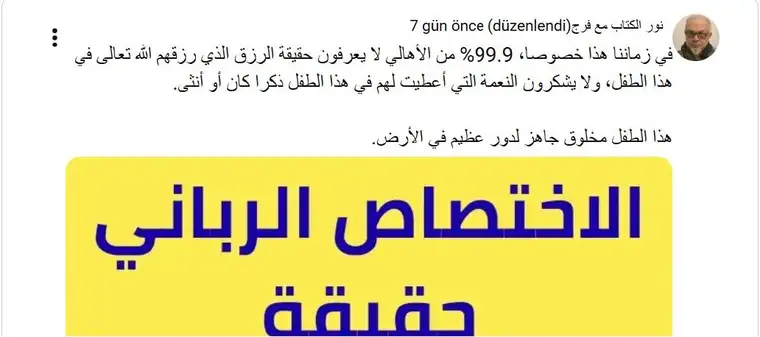 نور الكتاب مع فرج 7 gün önce (düzenlendi)
في زماننا هذا خصوصا، 99.9% من الأهالي لا يعرفون حقيقة الرزق الذي رزقهم الله تعالى في
هذا الطفل، ولا يشكرون النعمة التي أعطيت لهم في هذا الطفل ذكرا كان أو أنثى.
هذا الطفل مخلوق جاهز لدور عظيم في الأرض.
الاختصاص الرباني
حقيقة